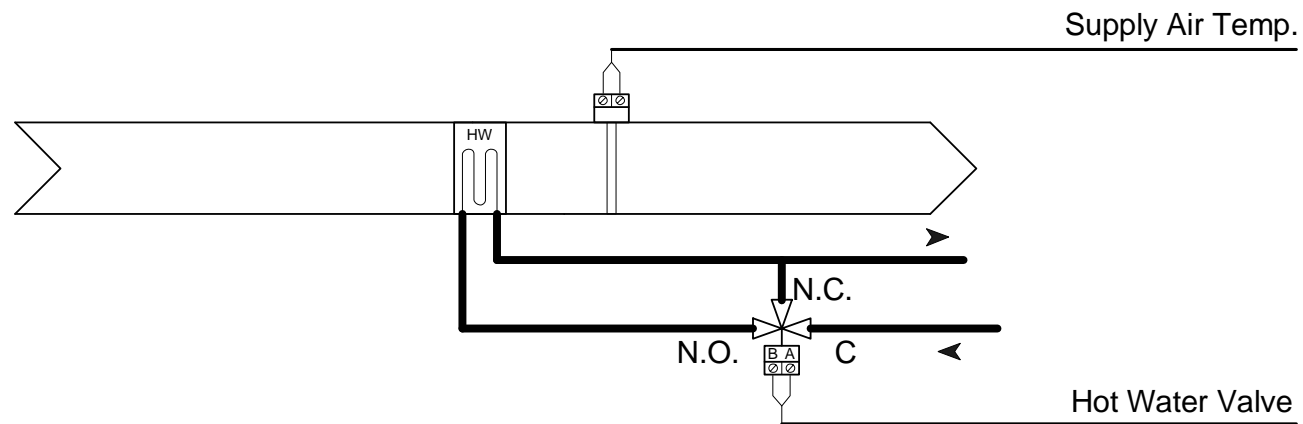 Supply Air Temp.
HW
N.C.
N.O.
B A
C
Hot Water Valve